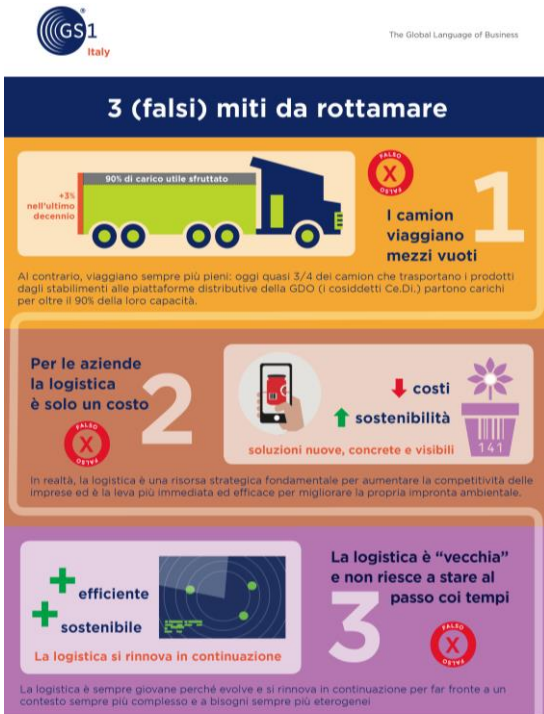 GS1
Italy
The Global Language of Business
3 (falsi) miti da rottamare
90% di carico utile sfruttato
+3%
nell'ultimo
decennio
FALSO
X
FALSO
1
I camion
viaggiano
mezzi vuoti
Al contrario, viaggiano sempre più pieni: oggi quasi 3/4 dei camion che trasportano i prodotti
dagli stabilimenti alle piattaforme distributive della GDO (i cosiddetti Ce.Di.) partono carichi
per oltre il 90% della loro capacità.
Per le aziende
la logistica
è solo un costo
2
FALSO
X
FALSO
costi
sostenibilità
141
soluzioni nuove, concrete e visibili
In realtà, la logistica è una risorsa strategica fondamentale per aumentare la competitività delle
imprese ed è la leva più immediata ed efficace per migliorare la propria impronta ambientale.
+ efficiente
+ sostenibile
La logistica si rinnova in continuazione
La logistica è "vecchia"
e non riesce a stare al
passo coi tempi
3
FALSO
X
FALSO
La logistica è sempre giovane perché evolve e si rinnova in continuazione per far fronte a un
contesto sempre più complesso e a bisogni sempre più eterogenei